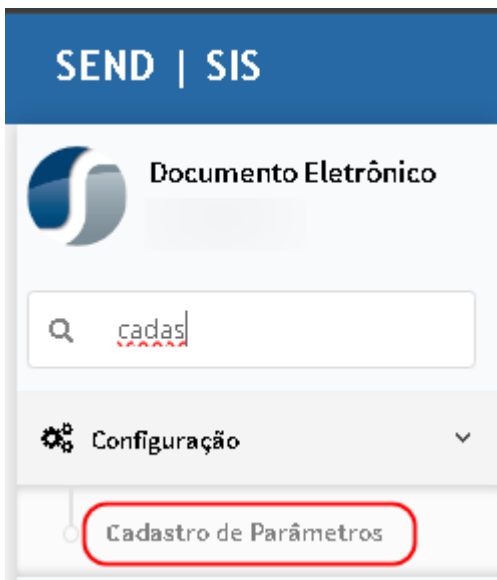 SEND | SIS
Documento Eletrônico
cadas
Configuração
Cadastro de Parâmetros